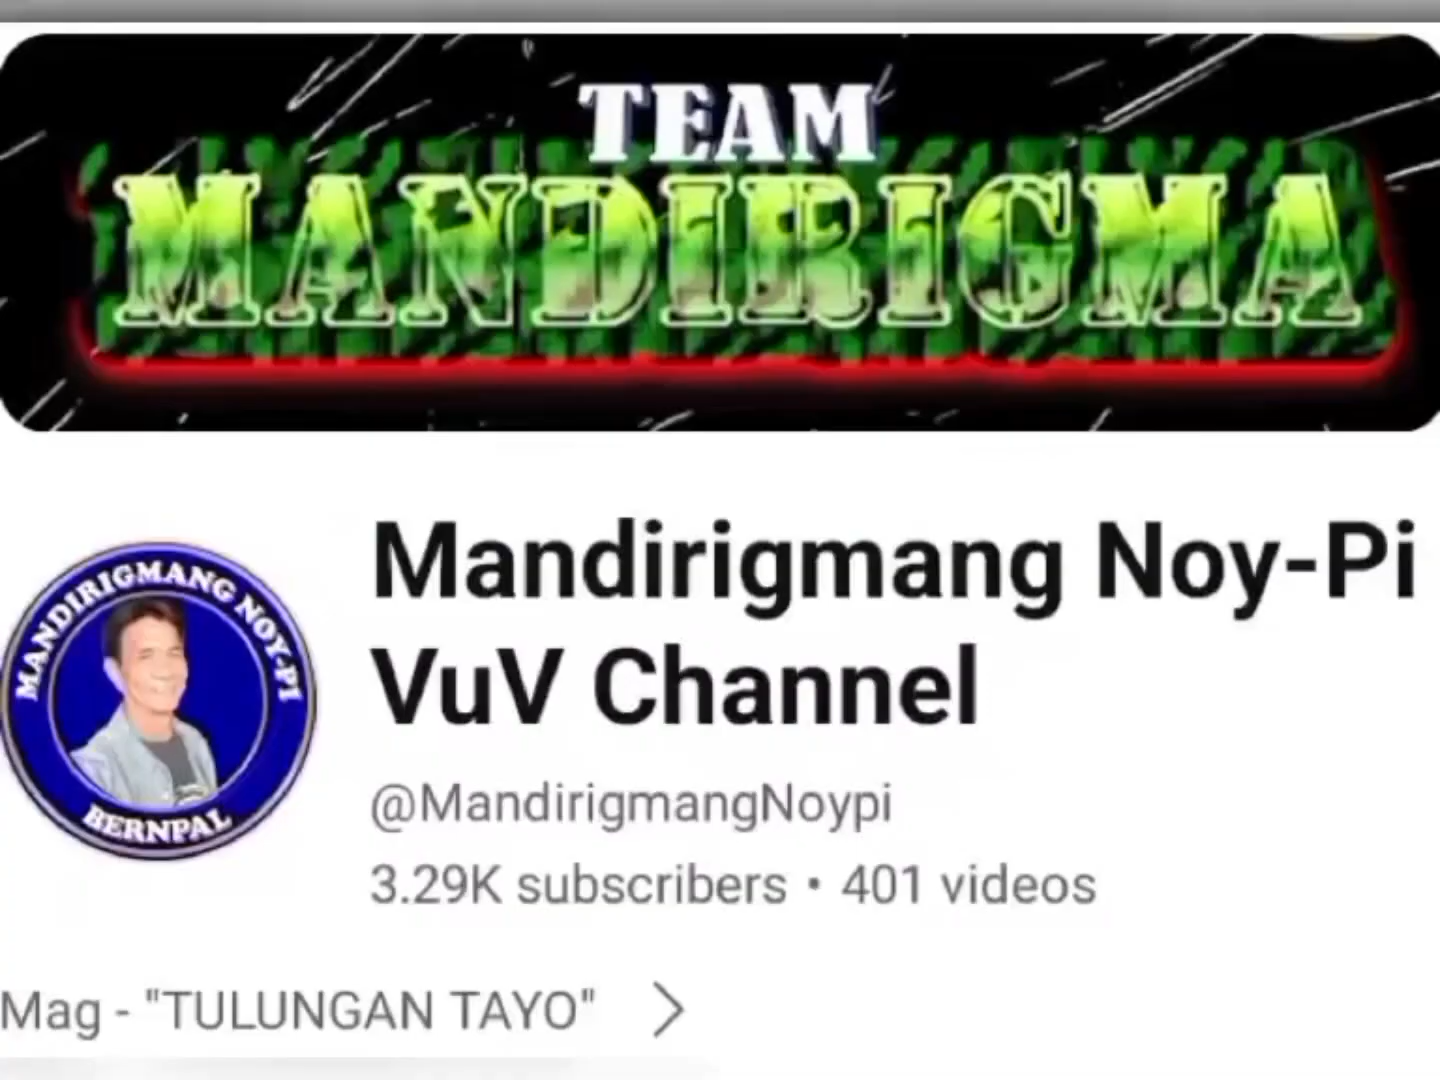 TEAM
MANDIRIGMA
MANDIRIGMANG NOY-PI
BERNPAL
Mandirigmang Noy-Pi
VuV Channel
@MandirigmangNoypi
3.29K subscribers • 401 videos
Mag - "TULUNGAN TAYO" >